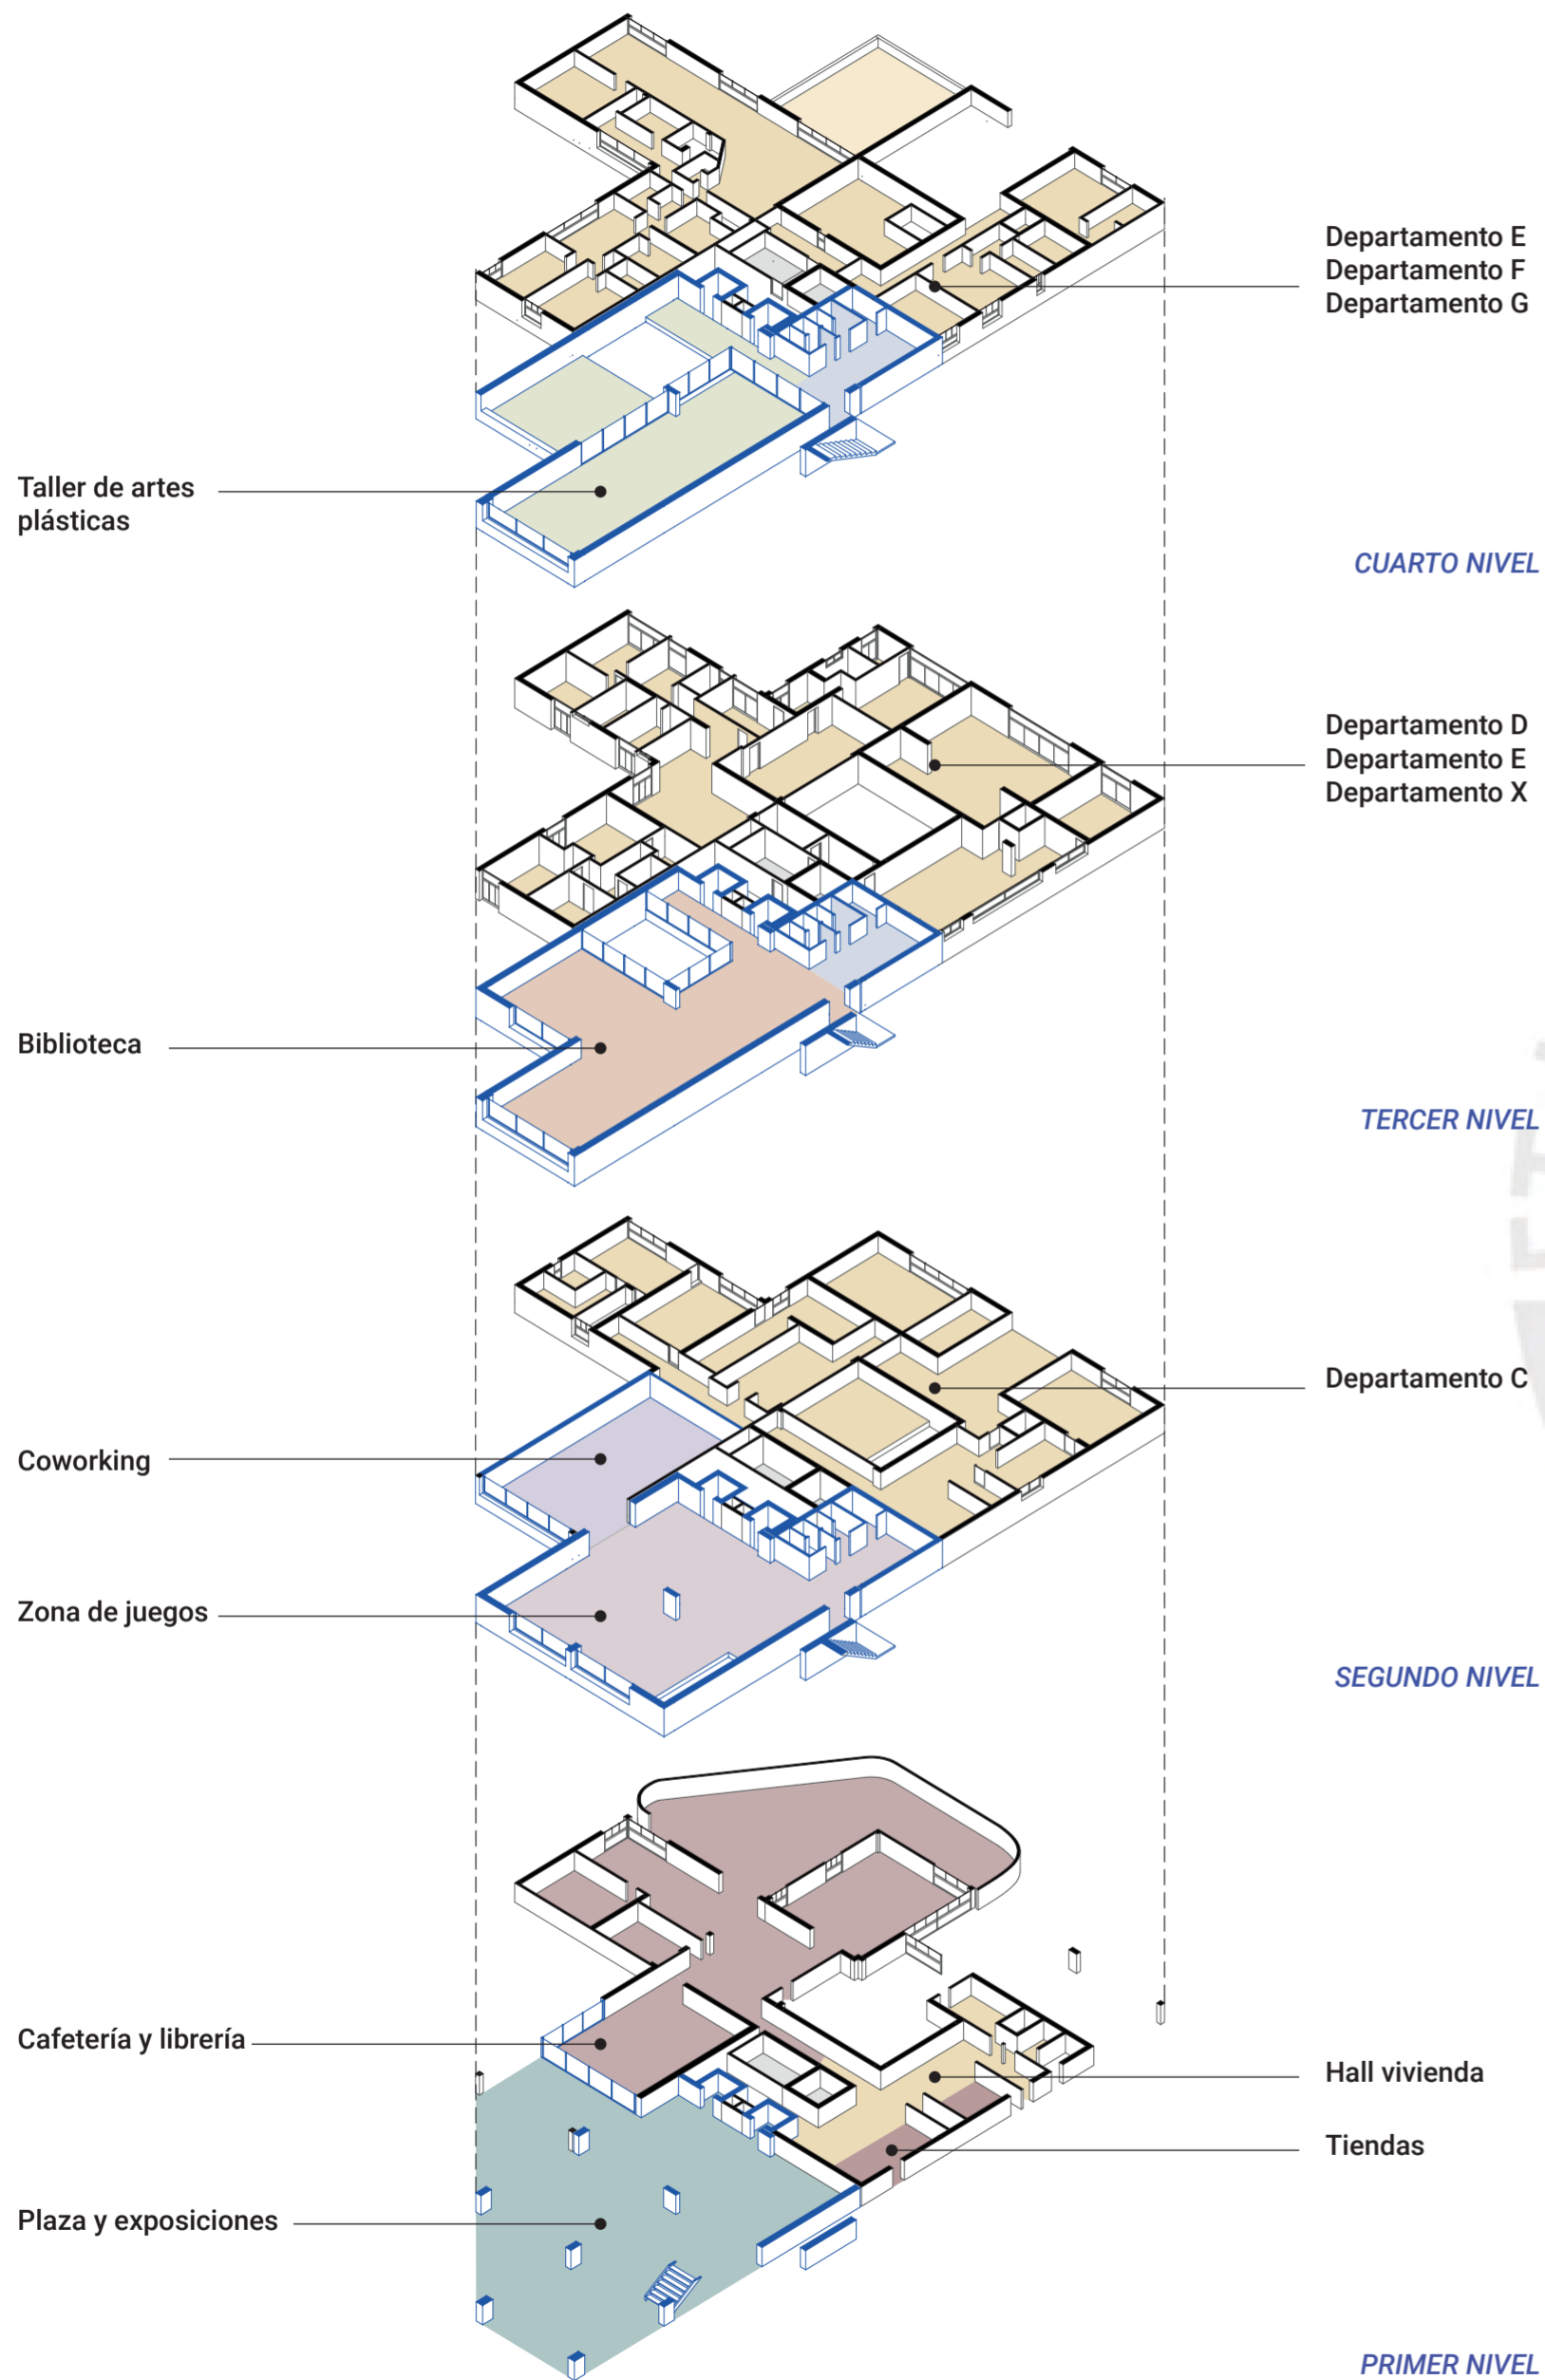 Departamento E
Departamento F
Departamento G
Taller de artes
plásticas
CUARTO NIVEL
Departamento D
Departamento E
Departamento X
Biblioteca
TERCER NIVEL
Departamento C
Coworking
Zona de juegos
SEGUNDO NIVEL
Cafetería y librería
Hall vivienda
Tiendas
Plaza y exposiciones
PRIMER NIVEL